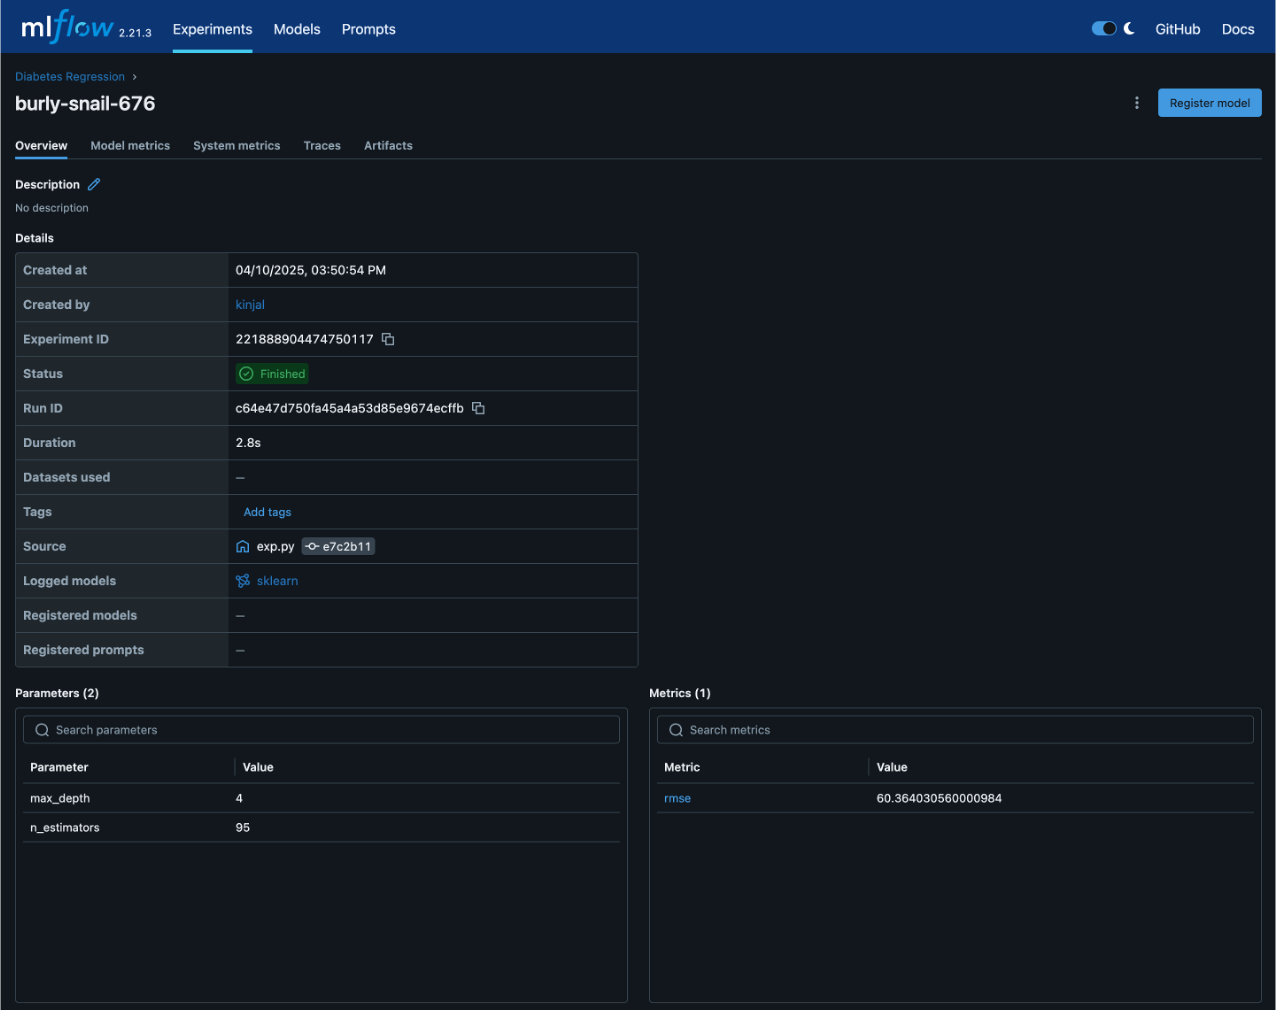 mlflow 2.21.3 Experiments Models Prompts GitHub Docs
Diabetes Regression ›
burly-snail-676
Register model
Overview Model metrics System metrics Traces Artifacts
Description
No description
Details
Created at 04/10/2025, 03:50:54 PM
Created by kinjal
Experiment ID 221888904474750117
Status Finished
Run ID c64e47d750fa45a4a53d85e9674ecffb
Duration 2.8s
Datasets used —
Tags Add tags
Source exp.py e7c2b11
Logged models sklearn
Registered models —
Registered prompts —
Parameters (2)
Search parameters
Parameter Value
max_depth 4
n_estimators 95
Metrics (1)
Search metrics
Metric Value
rmse 60.364030560000984